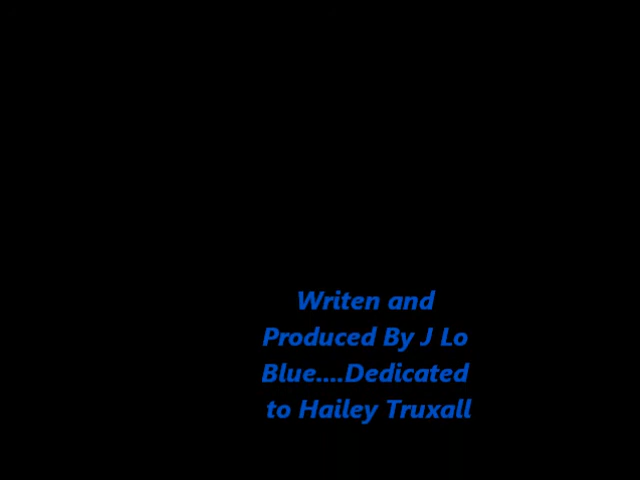 Writen and
Produced By J Lo
Blue....Dedicated
to Hailey Truxall